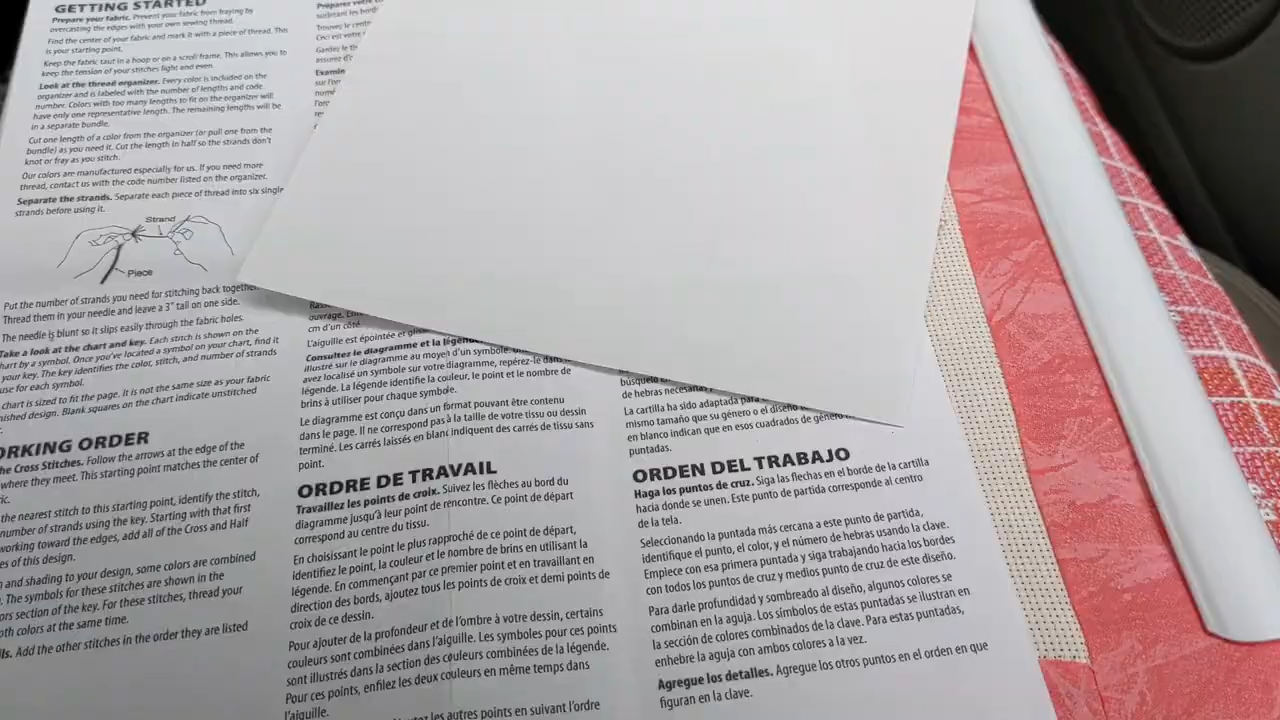 GETTING STARTED
Prepare your fabric. Prevent your fabric from fraying by
overcasting the edges with your own sewing thread.
Find the center of your fabric and mark it with a piece of thread. This
is your starting point.
Keep the fabric taut in a hoop or on a scroll frame. This allows you to
keep the tension of your stitches light and even.
Look at the thread organizer. Every color is included on the
organizer and is labeled with the number of lengths and code
number. Colors with too many lengths to fit on the organizer will
have only one representative length. The remaining lengths will be
in a separate bundle.
Cut one length of a color from the organizer (or pull one from the
bundle) as you need it. Cut the length in half so the strands don't
knot or fray as you stitch.
Our colors are manufactured especially for us. If you need more
thread, contact us with the code number listed on the organizer.
Separate the strands. Separate each piece of thread into six single
strands before using it.
Strand
Piece
Put the number of strands you need for stitching back together.
Thread them in your needle and leave a 3" tail on one side.
The needle is blunt so it slips easily through the fabric holes.
Take a look at the chart and key. Each stitch is shown on the
chart by a symbol. Once you've located a symbol on your chart, find it
your key. The key identifies the color, stitch, and number of strands
use for each symbol.
chart is sized to fit the page. It is not the same size as your fabric
design. Blank squares on the chart indicate unstitched
ORKING ORDER
the Cross Stitches. Follow the arrows at the edge of the
where they meet. This starting point matches the center of
the nearest stitch to this starting point, identify the stitch,
number of strands using the key. Starting with that first
working toward the edges, add all of the Cross and Half
of this design.
and shading to your design, some colors are combined
The symbols for these stitches are shown in the
section of the key. For these stitches, thread your
both colors at the same time.
Add the other stitches in the order they are listed
Préparez votre
Trouvez le
Ceci est votre
Gardez le
Examin
ouvrage.
cm d'un côté.
L'aiguille est épointée et
Consultez le diagramme et la légende
illustré sur le diagramme au moyen d'un symbole.
avez localisé un symbole sur votre diagramme, repérez-le dans
légende. La légende identifie la couleur, le point et le nombre de
brins à utiliser pour chaque symbole.
Le diagramme est conçu dans un format pouvant être contenu
dans le page. Il ne correspond pas à la taille de votre tissu ou dessin
terminé. Les carrés laissés en blanc indiquent des carrés de tissu sans
point.
ORDRE DE TRAVAIL
Travaillez les points de croix. Suivez les flèches au bord du
diagramme jusqu'à leur point de rencontre. Ce point de départ
correspond au centre du tissu.
En choisissant le point le plus rapproché de ce point de départ,
identifiez le point, la couleur et le nombre de brins en utilisant la
légende. En commençant par ce premier point et en travaillant en
direction des bords, ajoutez tous les points de croix et demi points de
croix de ce dessin.
Pour ajouter de la profondeur et de l'ombre à votre dessin, certains
couleurs sont combinées dans l'aiguille. Les symboles pour ces points
sont illustrés dans la section des couleurs combinées de la légende.
Pour ces points, enfilez les deux couleurs en même temps dans
l'aiguille.
les autres points en suivant l'ordre
búsquelo
de hebras necesarias
La cartilla ha sido adaptada para
mismo tamaño que su género o el diseño
en blanco indican que en esos cuadrados de género
puntadas.
ORDEN DEL TRABAJO
Haga los puntos de cruz. Siga las flechas en el borde de la cartilla
hacia donde se unen. Este punto de partida corresponde al centro
de la tela.
Seleccionando la puntada más cercana a este punto de partida,
identifique el punto, el color, y el número de hebras usando la clave.
Empiece con esa primera puntada y siga trabajando hacia los bordes
con todos los puntos de cruz y medios punto de cruz de este diseño.
Para darle profundidad y sombreado al diseño, algunos colores se
combinan en la aguja. Los símbolos de estas puntadas se ilustran en
la sección de colores combinados de la clave. Para estas puntadas,
enhebre la aguja con ambos colores a la vez.
Agregue los detalles. Agregue los otros puntos en el orden en que
figuran en la clave.